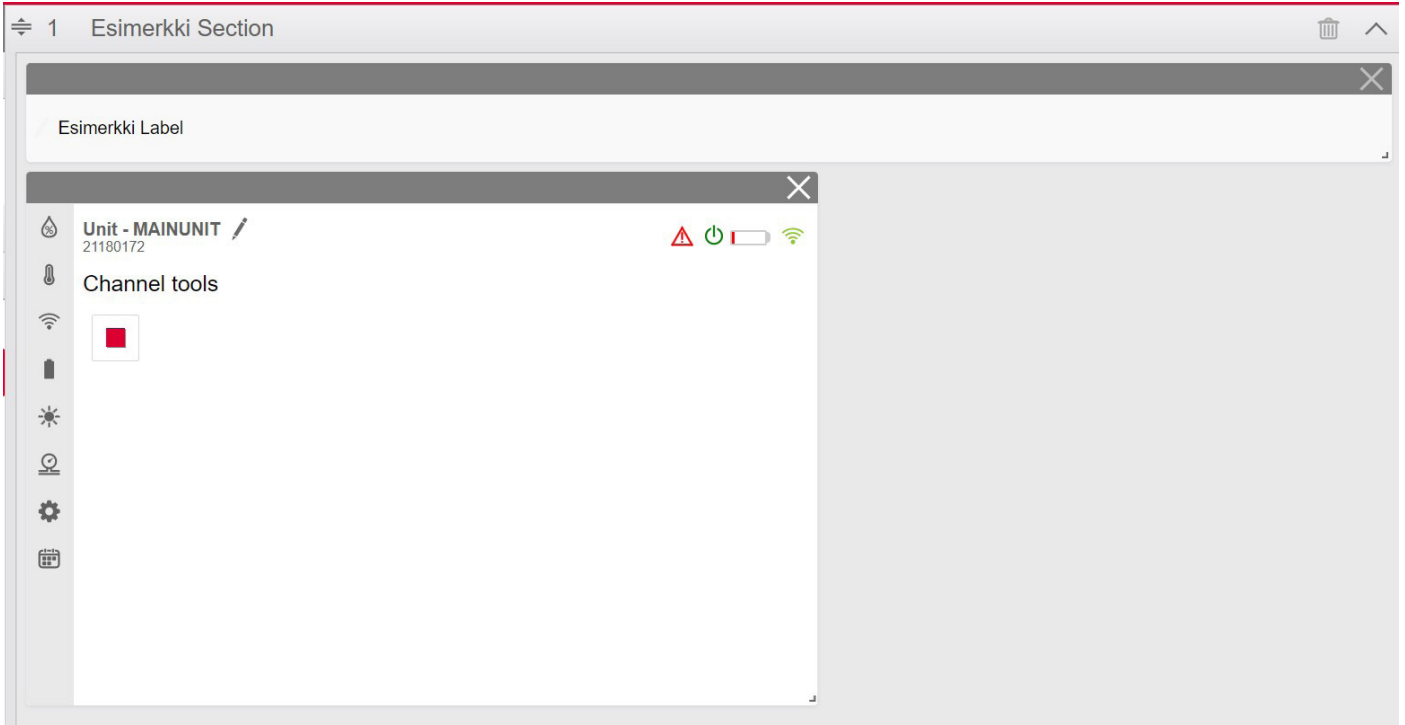 1 Esimerkki Section
Esimerkki Label
Unit - MAINUNIT
21180172
Channel tools